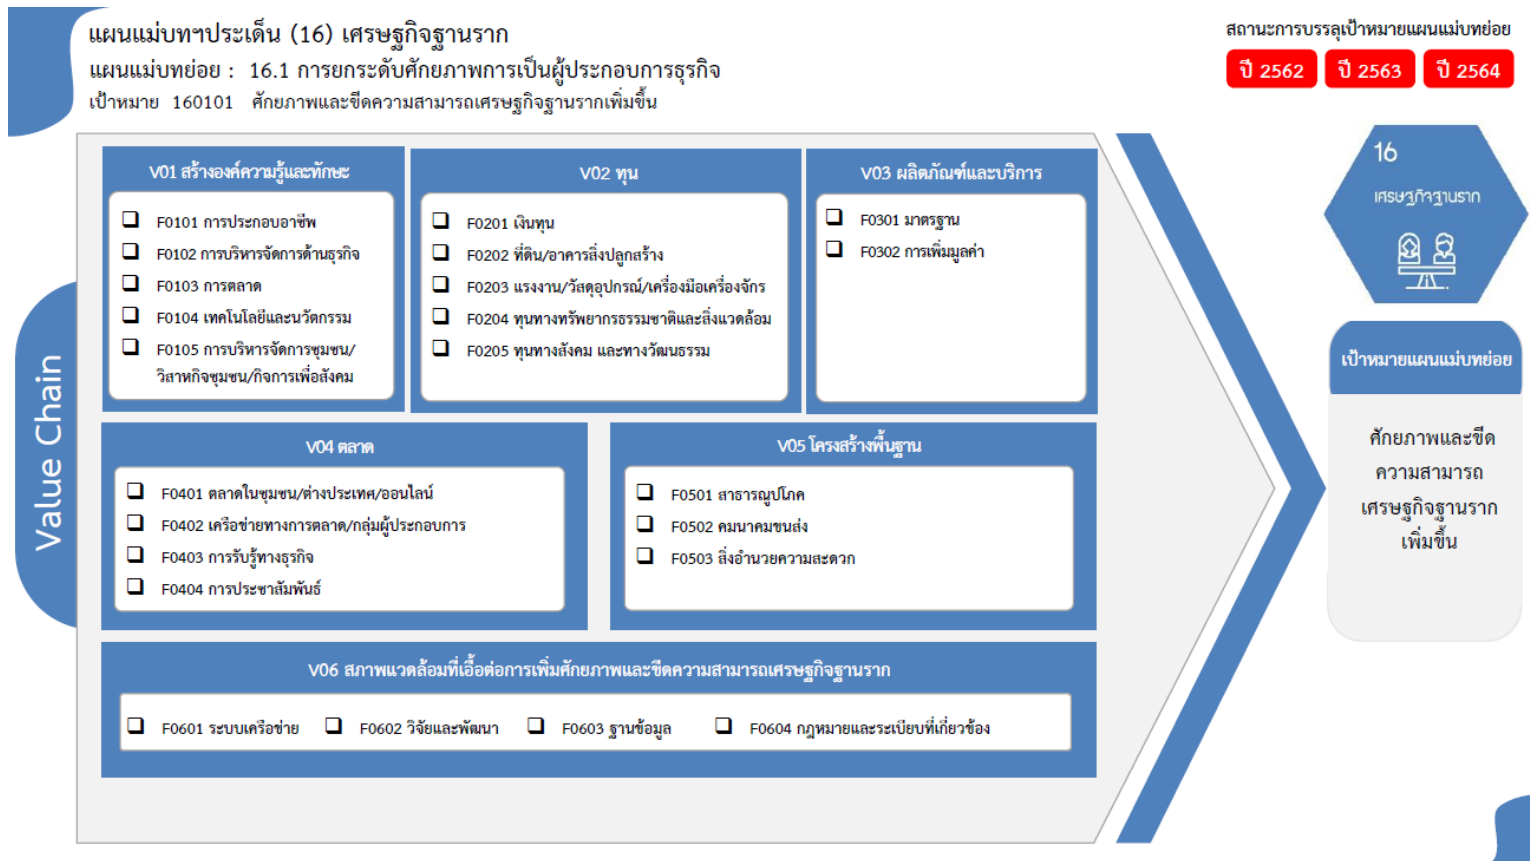 แผนแม่บทฯประเด็น (16) เศรษฐกิจฐานราก
แผนแม่บทย่อย : 16.1 การยกระดับศักยภาพการเป็นผู้ประกอบการธุรกิจ
เป้าหมาย 160101 ศักยภาพและขีดความสามารถเศรษฐกิจฐานรากเพิ่มขึ้น
สถานะการบรรลุเป้าหมายแผนแม่บทย่อย
ปี 2562 ปี 2563 ปี 2564
Value Chain
V01 สร้างองค์ความรู้และทักษะ
F0101 การประกอบอาชีพ
F0102 การบริหารจัดการด้านธุรกิจ
F0103 การตลาด
F0104 เทคโนโลยีและนวัตกรรม
F0105 การบริหารจัดการชุมชน/
วิสาหกิจชุมชน/กิจการเพื่อสังคม
V02 ทุน
F0201 เงินทุน
F0202 ที่ดิน/อาคารสิ่งปลูกสร้าง
F0203 แรงงาน/วัสดุอุปกรณ์/เครื่องมือเครื่องจักร
F0204 ทุนทางทรัพยากรธรรมชาติและสิ่งแวดล้อม
F0205 ทุนทางสังคม และทางวัฒนธรรม
V03 ผลิตภัณฑ์และบริการ
F0301 มาตรฐาน
F0302 การเพิ่มมูลค่า
V04 ตลาด
F0401 ตลาดในชุมชน/ต่างประเทศ/ออนไลน์
F0402 เครือข่ายทางการตลาด/กลุ่มผู้ประกอบการ
F0403 การรับรู้ทางธุรกิจ
F0404 การประชาสัมพันธ์
V05 โครงสร้างพื้นฐาน
F0501 สาธารณูปโภค
F0502 คมนาคมขนส่ง
F0503 สิ่งอำนวยความสะดวก
V06 สภาพแวดล้อมที่เอื้อต่อการเพิ่มศักยภาพและขีดความสามารถเศรษฐกิจฐานราก
F0601 ระบบเครือข่าย F0602 วิจัยและพัฒนา F0603 ฐานข้อมูล F0604 กฎหมายและระเบียบที่เกี่ยวข้อง
16
เศรษฐกิจฐานราก
เป้าหมายแผนแม่บทย่อย
ศักยภาพและขีด
ความสามารถ
เศรษฐกิจฐานราก
เพิ่มขึ้น